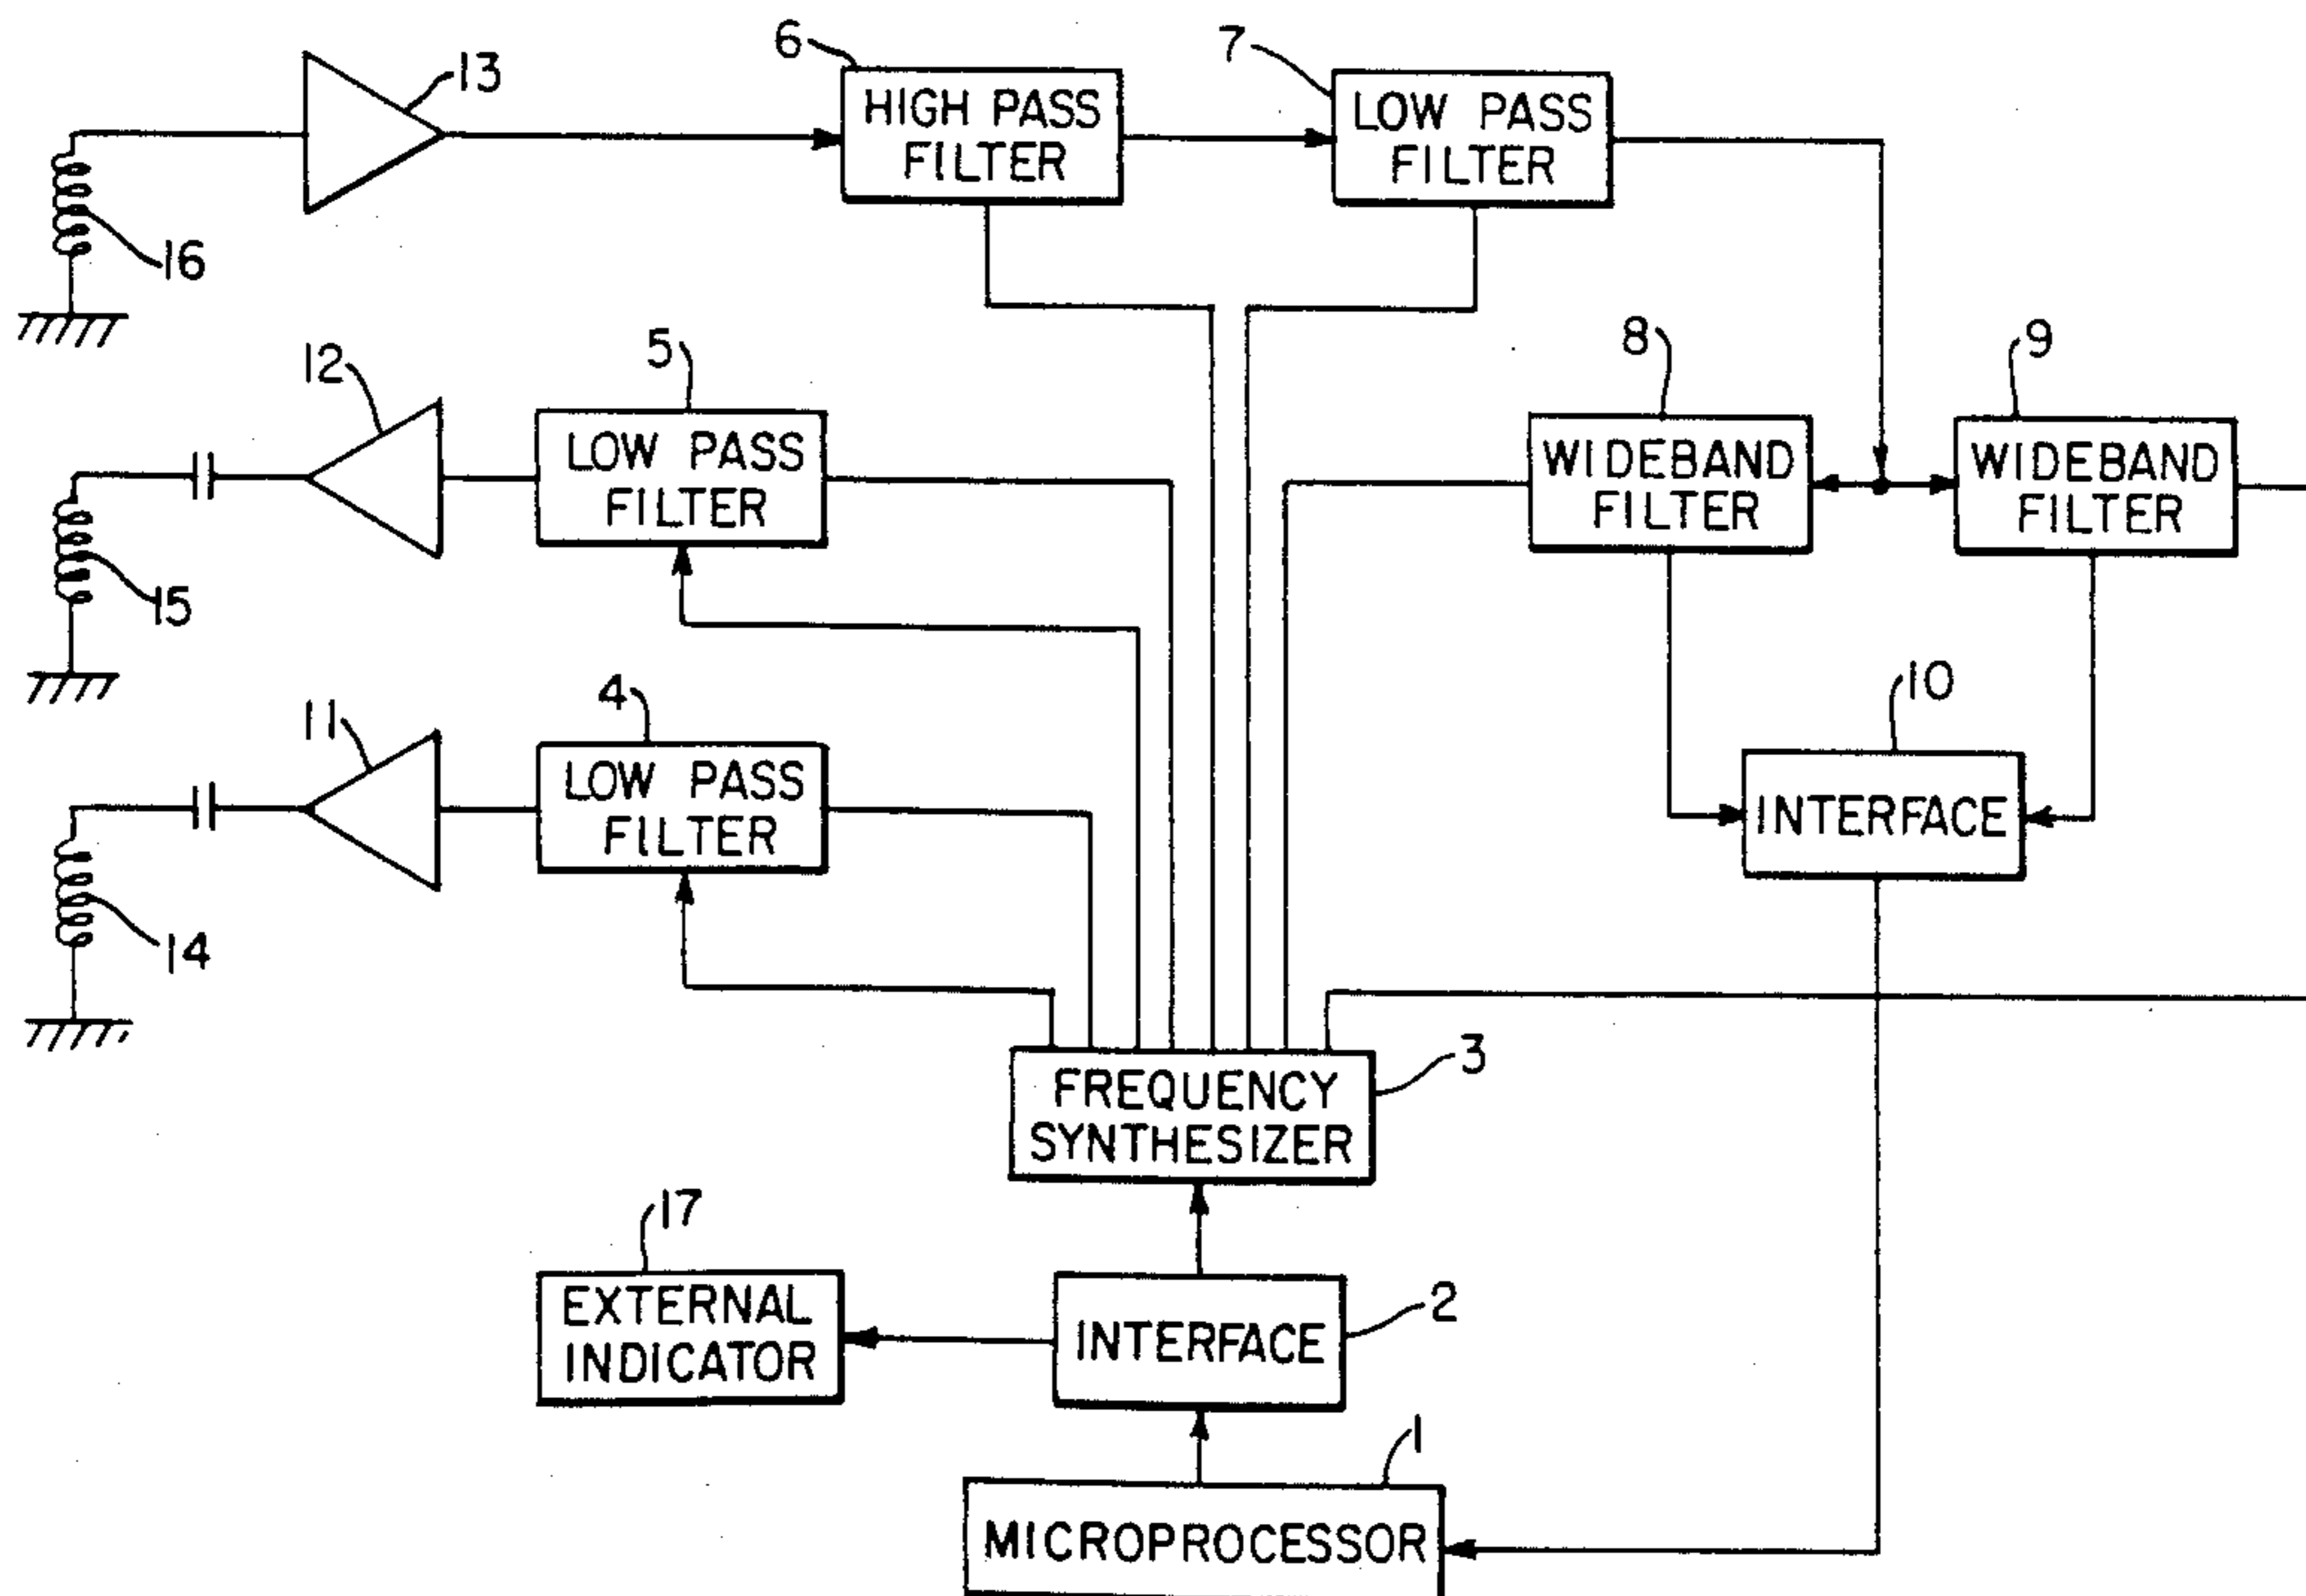 6
7
13
HIGH PASS
FILTER
LOW PASS
FILTER
16
12
5
8
9
LOW PASS
FILTER
WIDEBAND
FILTER
WIDEBAND
FILTER
15
11
4
10
LOW PASS
FILTER
INTERFACE
14
3
FREQUENCY
SYNTHESIZER
17
EXTERNAL
INDICATOR
2
INTERFACE
1
MICROPROCESSOR